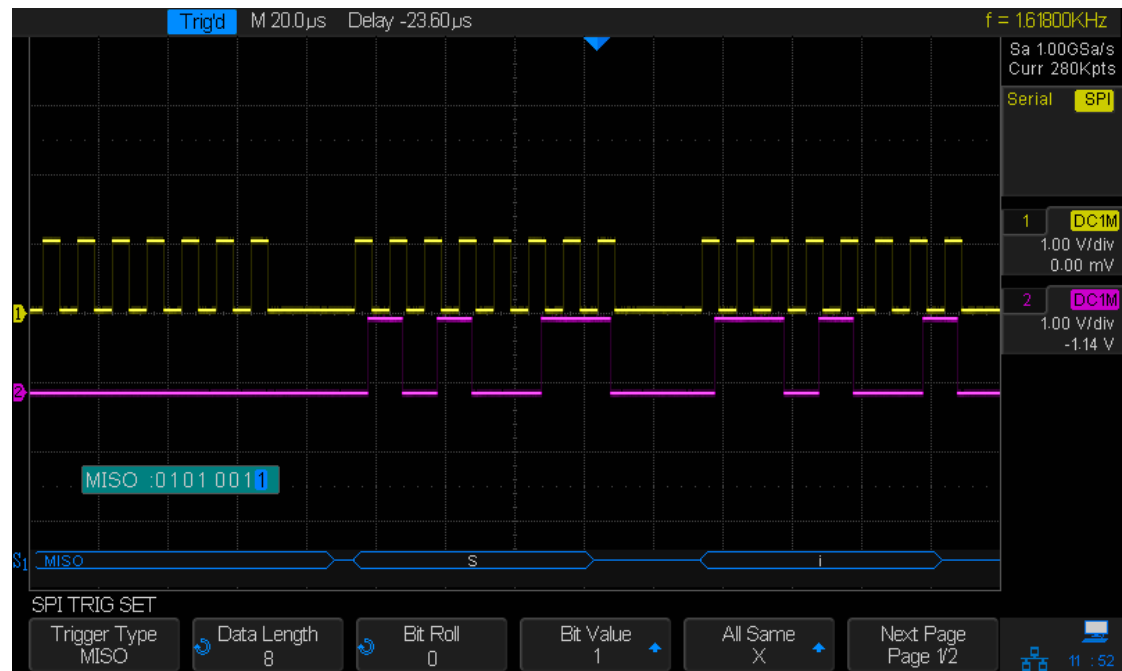 Trig'd M 20.0μs Delay -23.60μs f = 1.61800KHz
Sa 1.00GSa/s
Curr 280Kpts
Serial SPI
1 DC1M
1.00 V/div
0.00 mV
2 DC1M
1.00 V/div
-1.14 V
1
2
MISO :0101 0011
S1 MISO S i
SPI TRIG SET
Trigger Type
MISO
Data Length
8
Bit Roll
0
Bit Value
1
All Same
X
Next Page
Page 1/2
11 : 52